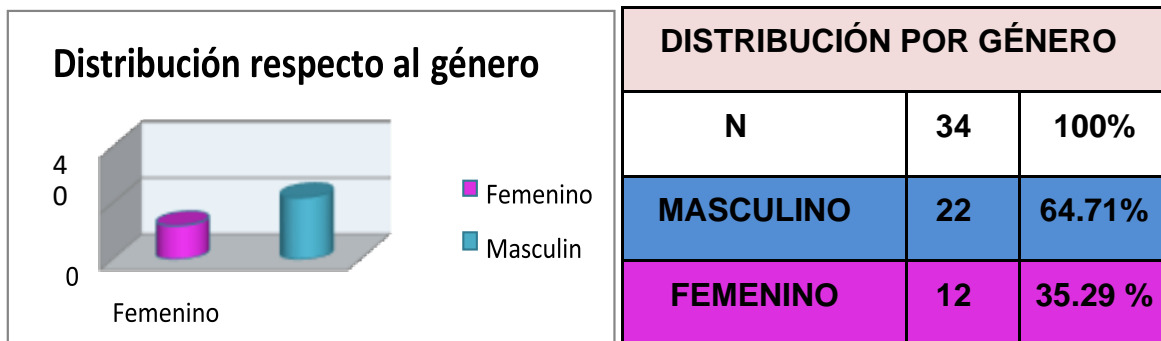 Distribución respecto al género
4
0
0
Femenino
Femenino
Masculin
DISTRIBUCIÓN POR GÉNERO
N 34 100%
MASCULINO 22 64.71%
FEMENINO 12 35.29 %